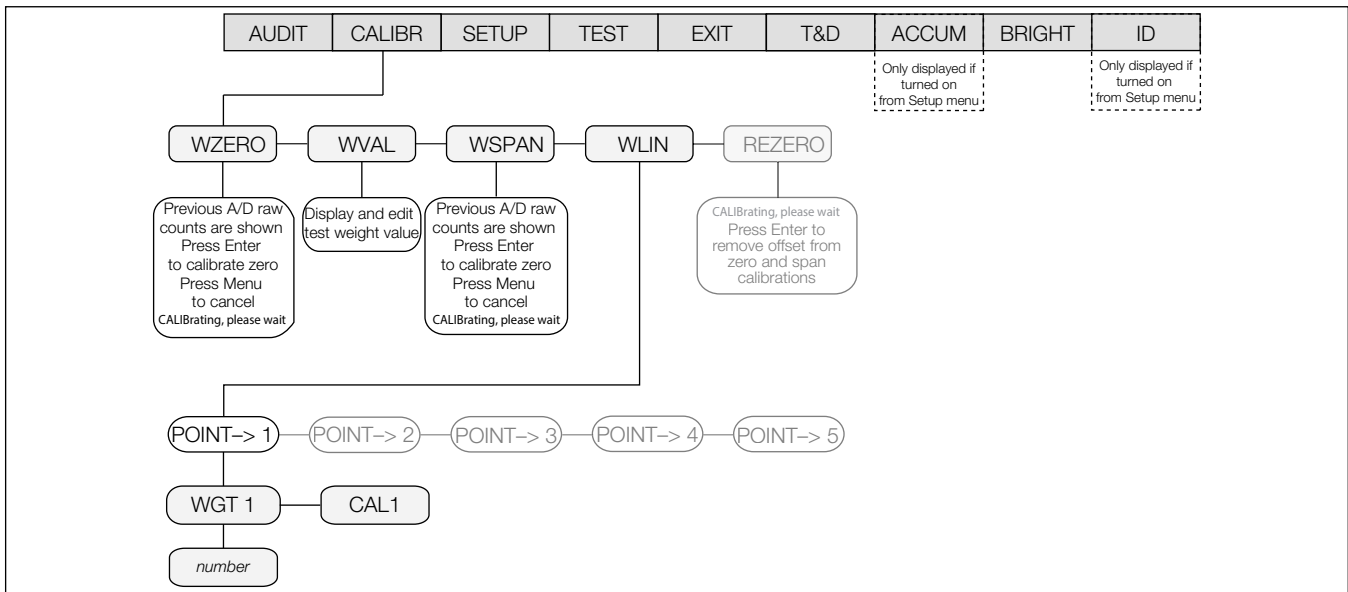 AUDIT CALIBR SETUP TEST EXIT T&D ACCUM BRIGHT ID
Only displayed if
turned on
from Setup menu
Only displayed if
turned on
from Setup menu
WZERO WVAL WSPAN WLIN REZERO
Previous A/D raw
counts are shown
Press Enter
to calibrate zero
Press Menu
to cancel
CALIBrating, please wait
Display and edit
test weight value
Previous A/D raw
counts are shown
Press Enter
to calibrate zero
Press Menu
to cancel
CALIBrating, please wait
CALIBrating, please wait
Press Enter to
remove offset from
zero and span
calibrations
POINT–> 1 POINT–> 2 POINT–> 3 POINT–> 4 POINT–> 5
WGT 1 CAL1
number